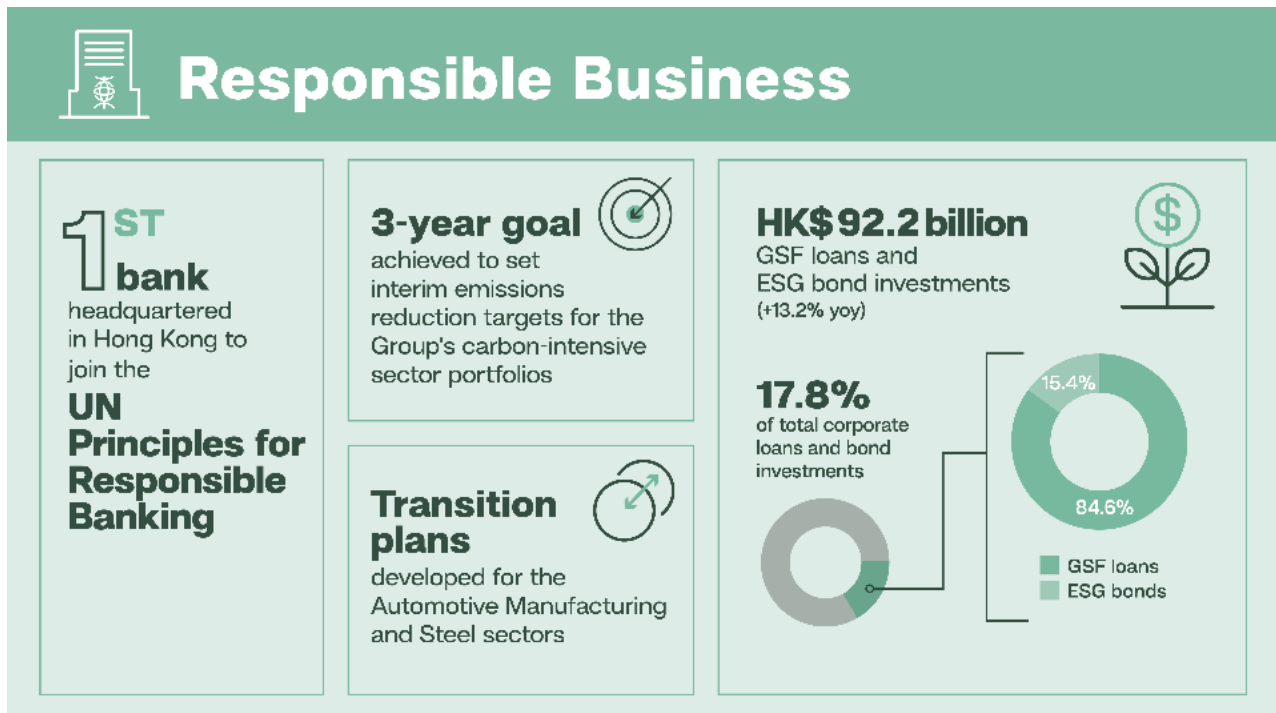 Responsible Business
1ST
bank
headquartered
in Hong Kong to
join the
UN
Principles for
Responsible
Banking
3-year goal
achieved to set
interim emissions
reduction targets for the
Group's carbon-intensive
sector portfolios
Transition
plans
developed for the
Automotive Manufacturing
and Steel sectors
HK$92.2 billion
GSF loans and
ESG bond investments
(+13.2% yoy)
$
17.8%
of total corporate
loans and bond
investments
15.4%
84.6%
GSF loans
ESG bonds